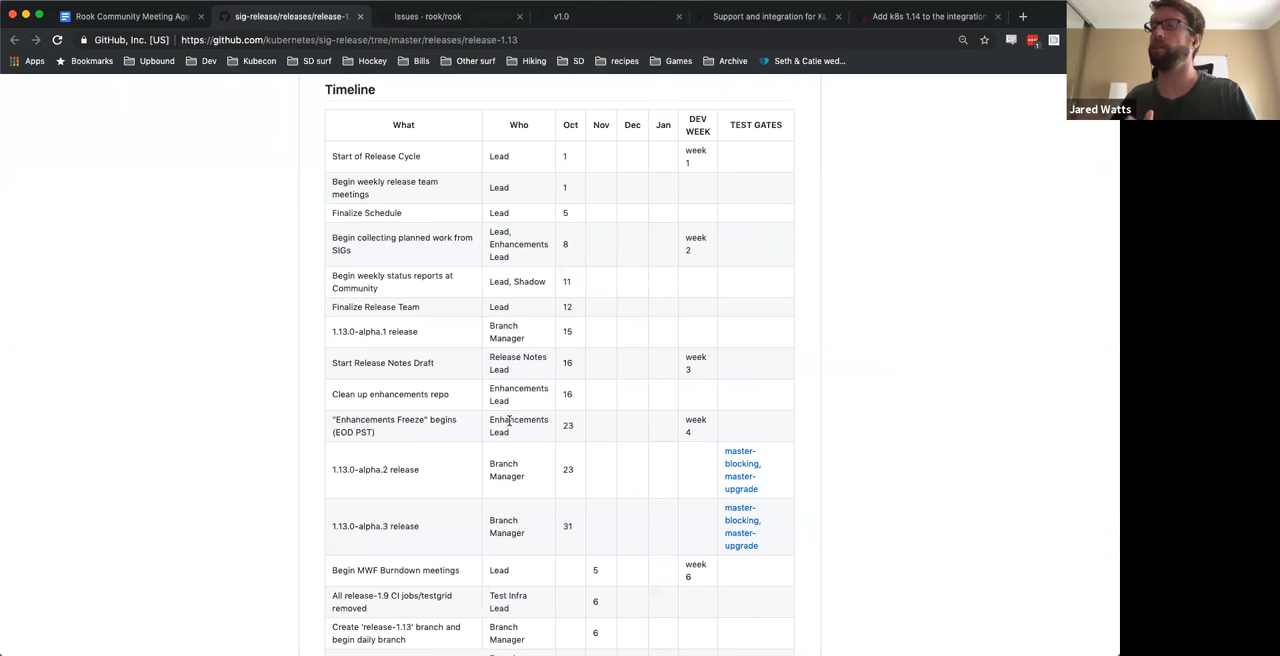 Rook Community Meeting Age
sig-release/releases/release-1.
Issues · rook/rook
v1.0
Support and integration for Ku
Add k8s 1.14 to the integration
GitHub, Inc. [US] | https://github.com/kubernetes/sig-release/tree/master/releases/release-1.13
Apps
Bookmarks
Upbound
Dev
Kubecon
SD surf
Hockey
Bills
Other surf
Hiking
SD
recipes
Games
Archive
Seth & Catie wed...
Jared Watts
Timeline
What Who Oct Nov Dec Jan DEV WEEK TEST GATES
Start of Release Cycle Lead 1 week 1
Begin weekly release team meetings Lead 1
Finalize Schedule Lead 5
Begin collecting planned work from SIGs Lead, Enhancements Lead 8 week 2
Begin weekly status reports at Community Lead, Shadow 11
Finalize Release Team Lead 12
1.13.0-alpha.1 release Branch Manager 15
Start Release Notes Draft Release Notes Lead 16 week 3
Clean up enhancements repo Enhancements Lead 16
"Enhancements Freeze" begins (EOD PST) Enhancements Lead 23 week 4
1.13.0-alpha.2 release Branch Manager 23 master-blocking, master-upgrade
1.13.0-alpha.3 release Branch Manager 31 master-blocking, master-upgrade
Begin MWF Burndown meetings Lead 5 week 6
All release-1.9 CI jobs/testgrid removed Test Infra Lead 6
Create 'release-1.13' branch and begin daily branch Branch Manager 6